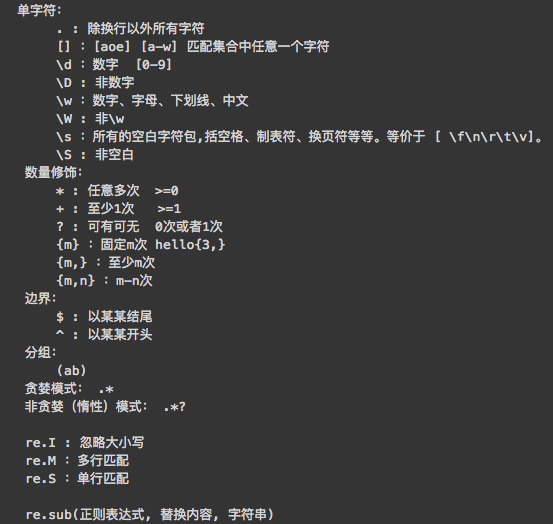 单字符:
. : 除换行以外所有字符
[] : [aoe] [a-w] 匹配集合中任意一个字符
\d : 数字  [0-9]
\D : 非数字
\w : 数字、字母、下划线、中文
\W : 非\w
\s : 所有的空白字符包,括空格、制表符、换页符等等。等价于 [ \f\n\r\t\v]。
\S : 非空白
数量修饰:
* : 任意多次  >=0
+ : 至少1次   >=1
? : 可有可无  0次或者1次
{m} : 固定m次 hello{3,}
{m,} : 至少m次
{m,n} : m-n次
边界:
$ : 以某某结尾
^ : 以某某开头
分组:
(ab)
贪婪模式:  .*
非贪婪（惰性）模式:  .*?
re.I : 忽略大小写
re.M : 多行匹配
re.S : 单行匹配
re.sub(正则表达式, 替换内容, 字符串)